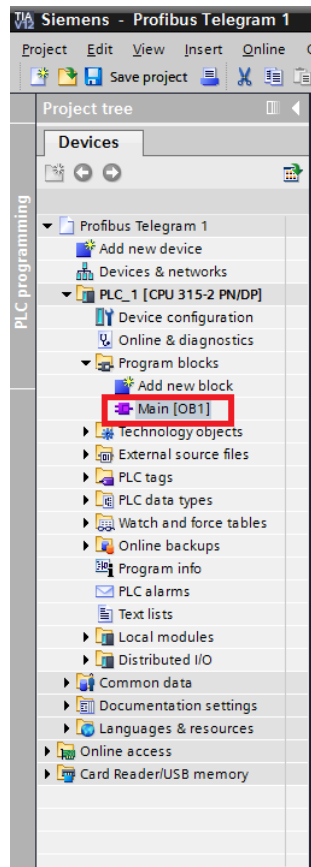 TIA
V12
Siemens - Profibus Telegram 1
Project Edit View Insert Online
Save project
Project tree
Devices
PLC programming
Profibus Telegram 1
Add new device
Devices & networks
PLC_1 [CPU 315-2 PN/DP]
Device configuration
Online & diagnostics
Program blocks
Add new block
Main [OB1]
Technology objects
External source files
PLC tags
PLC data types
Watch and force tables
Online backups
Program info
PLC alarms
Text lists
Local modules
Distributed I/O
Common data
Documentation settings
Languages & resources
Online access
Card Reader/USB memory